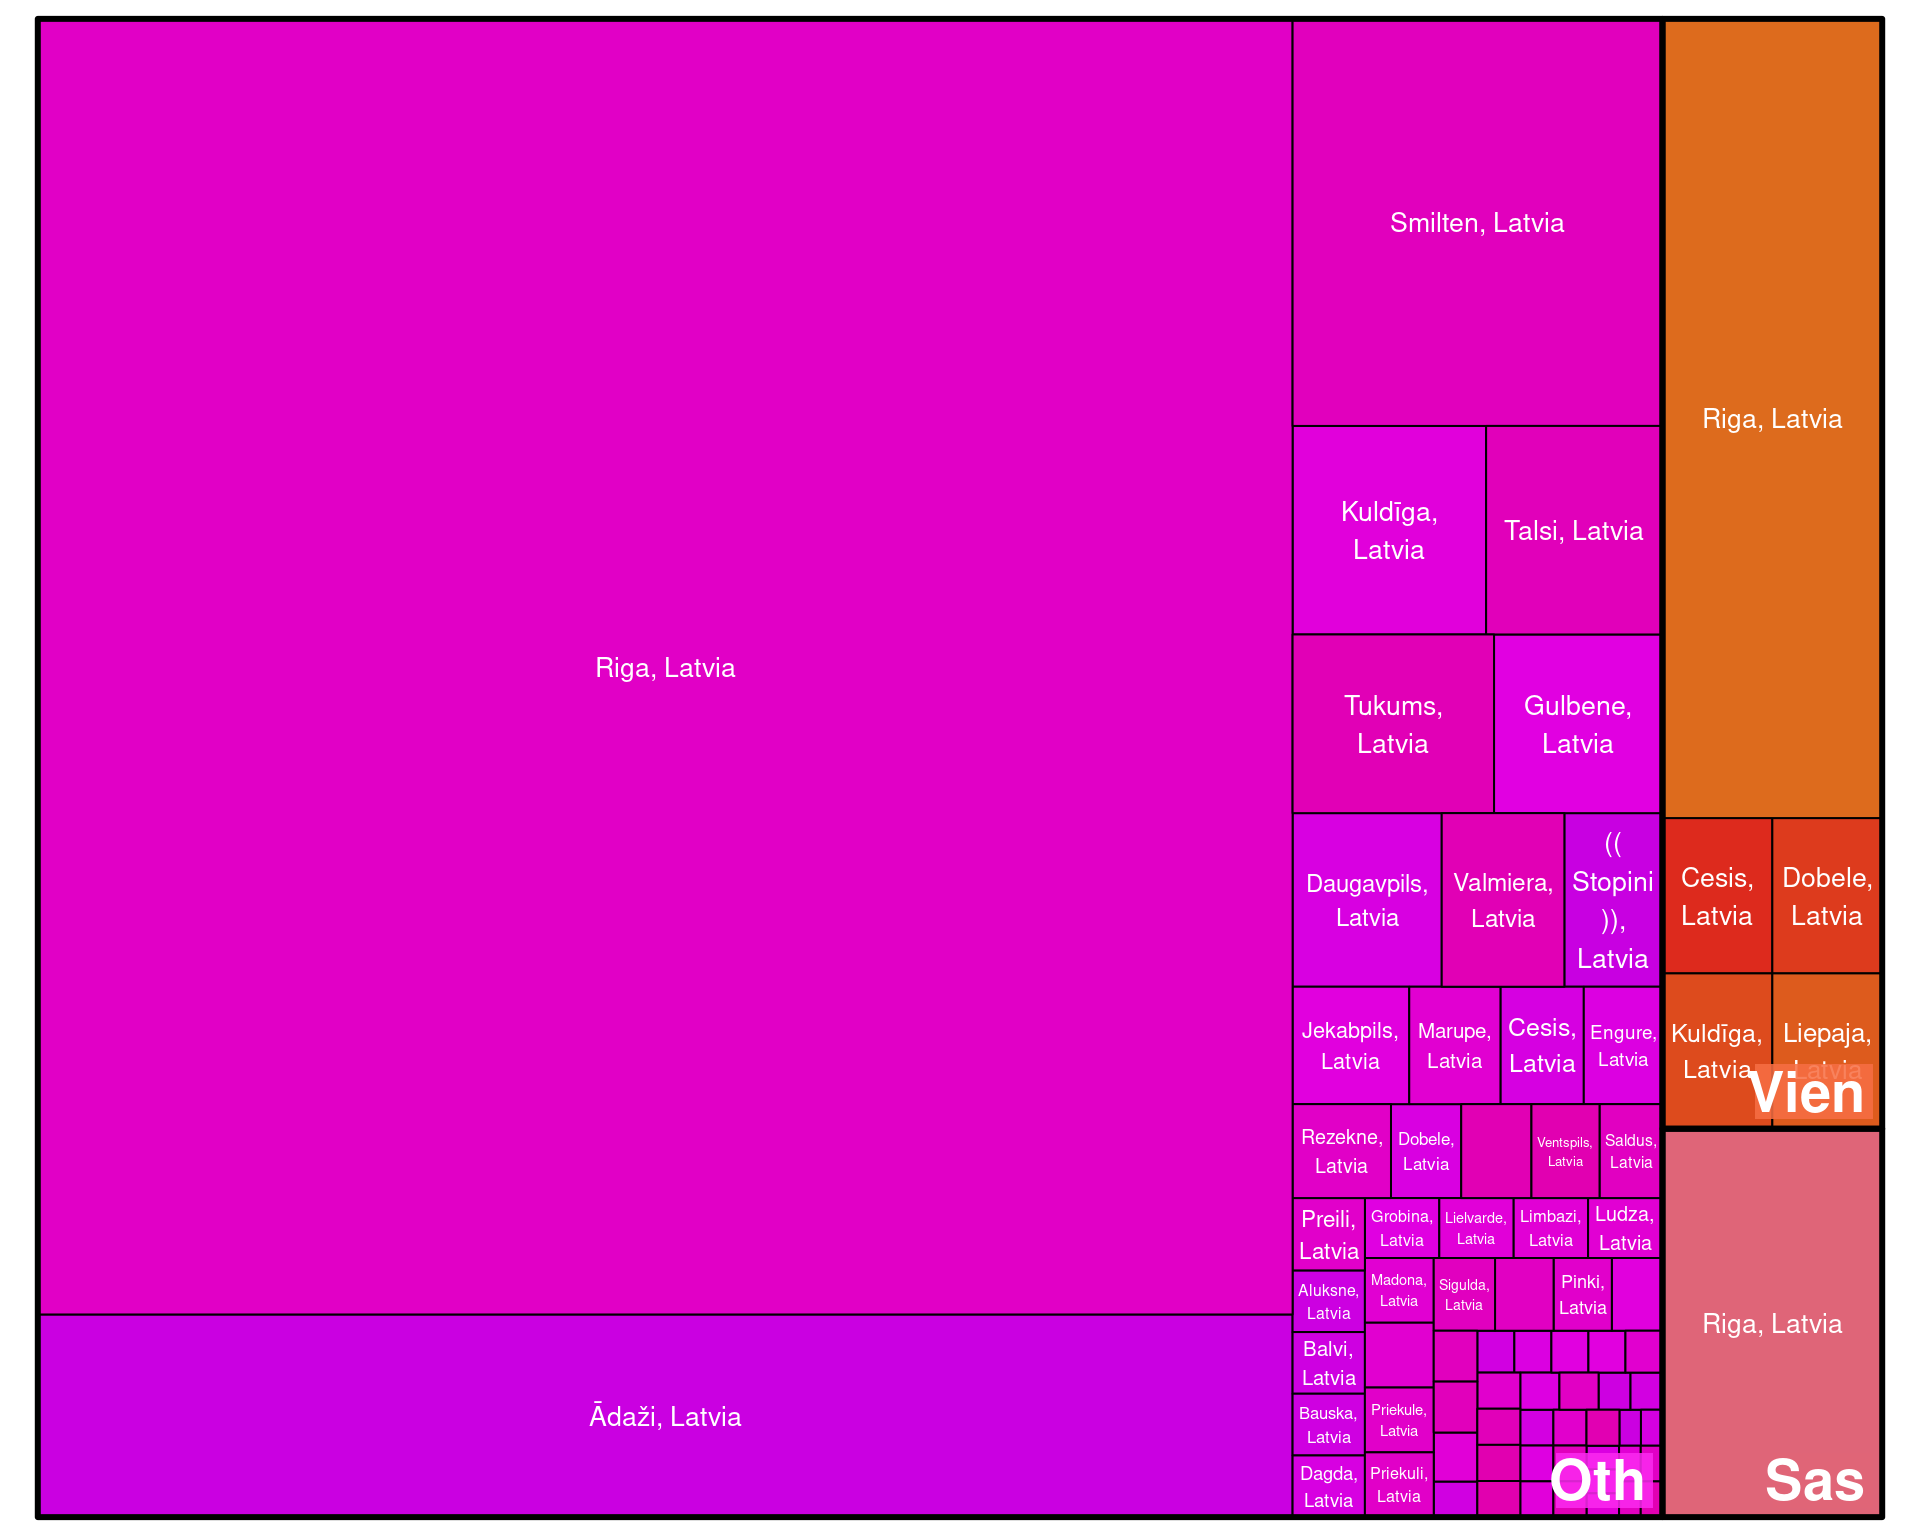 Riga, Latvia
Ādaži, Latvia
Smilten, Latvia
Kuldīga,
Latvia
Talsi, Latvia
Tukums,
Latvia
Gulbene,
Latvia
Daugavpils,
Latvia
Valmiera,
Latvia
((
Stopini
)),
Latvia
Jekabpils,
Latvia
Marupe,
Latvia
Cesis,
Latvia
Engure,
Latvia
Rezekne,
Latvia
Dobele,
Latvia
Ventspils,
Latvia
Saldus,
Latvia
Preili,
Latvia
Grobina,
Latvia
Lielvarde,
Latvia
Limbazi,
Latvia
Ludza,
Latvia
Aluksne,
Latvia
Madona,
Latvia
Sigulda,
Latvia
Pinki,
Latvia
Balvi,
Latvia
Bauska,
Latvia
Priekule,
Latvia
Dagda,
Latvia
Priekuli,
Latvia
Oth
Riga, Latvia
Cesis,
Latvia
Dobele,
Latvia
Kuldīga,
Latvia
Liepaja,
Latvia
Vien
Riga, Latvia
Sas